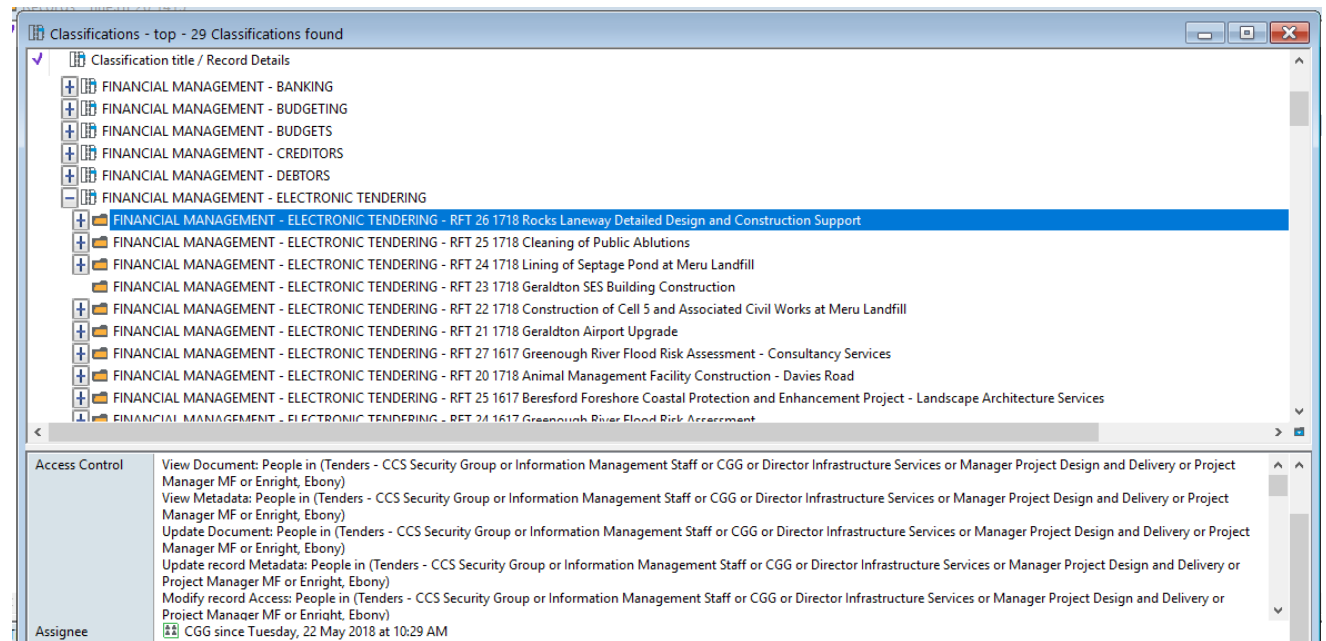 Classifications - top - 29 Classifications found
Classification title / Record Details
FINANCIAL MANAGEMENT - BANKING
FINANCIAL MANAGEMENT - BUDGETING
FINANCIAL MANAGEMENT - BUDGETS
FINANCIAL MANAGEMENT - CREDITORS
FINANCIAL MANAGEMENT - DEBTORS
FINANCIAL MANAGEMENT - ELECTRONIC TENDERING
FINANCIAL MANAGEMENT - ELECTRONIC TENDERING - RFT 26 1718 Rocks Laneway Detailed Design and Construction Support
FINANCIAL MANAGEMENT - ELECTRONIC TENDERING - RFT 25 1718 Cleaning of Public Ablutions
FINANCIAL MANAGEMENT - ELECTRONIC TENDERING - RFT 24 1718 Lining of Septage Pond at Meru Landfill
FINANCIAL MANAGEMENT - ELECTRONIC TENDERING - RFT 23 1718 Geraldton SES Building Construction
FINANCIAL MANAGEMENT - ELECTRONIC TENDERING - RFT 22 1718 Construction of Cell 5 and Associated Civil Works at Meru Landfill
FINANCIAL MANAGEMENT - ELECTRONIC TENDERING - RFT 21 1718 Geraldton Airport Upgrade
FINANCIAL MANAGEMENT - ELECTRONIC TENDERING - RFT 27 1617 Greenough River Flood Risk Assessment - Consultancy Services
FINANCIAL MANAGEMENT - ELECTRONIC TENDERING - RFT 20 1718 Animal Management Facility Construction - Davies Road
FINANCIAL MANAGEMENT - ELECTRONIC TENDERING - RFT 25 1617 Beresford Foreshore Coastal Protection and Enhancement Project - Landscape Architecture Services
FINANCIAL MANAGEMENT - ELECTRONIC TENDERING - RFT 24 1617 Greenough River Flood Risk Assessment
Access Control
View Document: People in (Tenders - CCS Security Group or Information Management Staff or CGG or Director Infrastructure Services or Manager Project Design and Delivery or Project
Manager MF or Enright, Ebony)
View Metadata: People in (Tenders - CCS Security Group or Information Management Staff or CGG or Director Infrastructure Services or Manager Project Design and Delivery or Project
Manager MF or Enright, Ebony)
Update Document: People in (Tenders - CCS Security Group or Information Management Staff or CGG or Director Infrastructure Services or Manager Project Design and Delivery or Project
Manager MF or Enright, Ebony)
Update record Metadata: People in (Tenders - CCS Security Group or Information Management Staff or CGG or Director Infrastructure Services or Manager Project Design and Delivery or
Project Manager MF or Enright, Ebony)
Modify record Access: People in (Tenders - CCS Security Group or Information Management Staff or CGG or Director Infrastructure Services or Manager Project Design and Delivery or
Project Manager MF or Enright, Ebony)
Assignee
CGG since Tuesday, 22 May 2018 at 10:29 AM